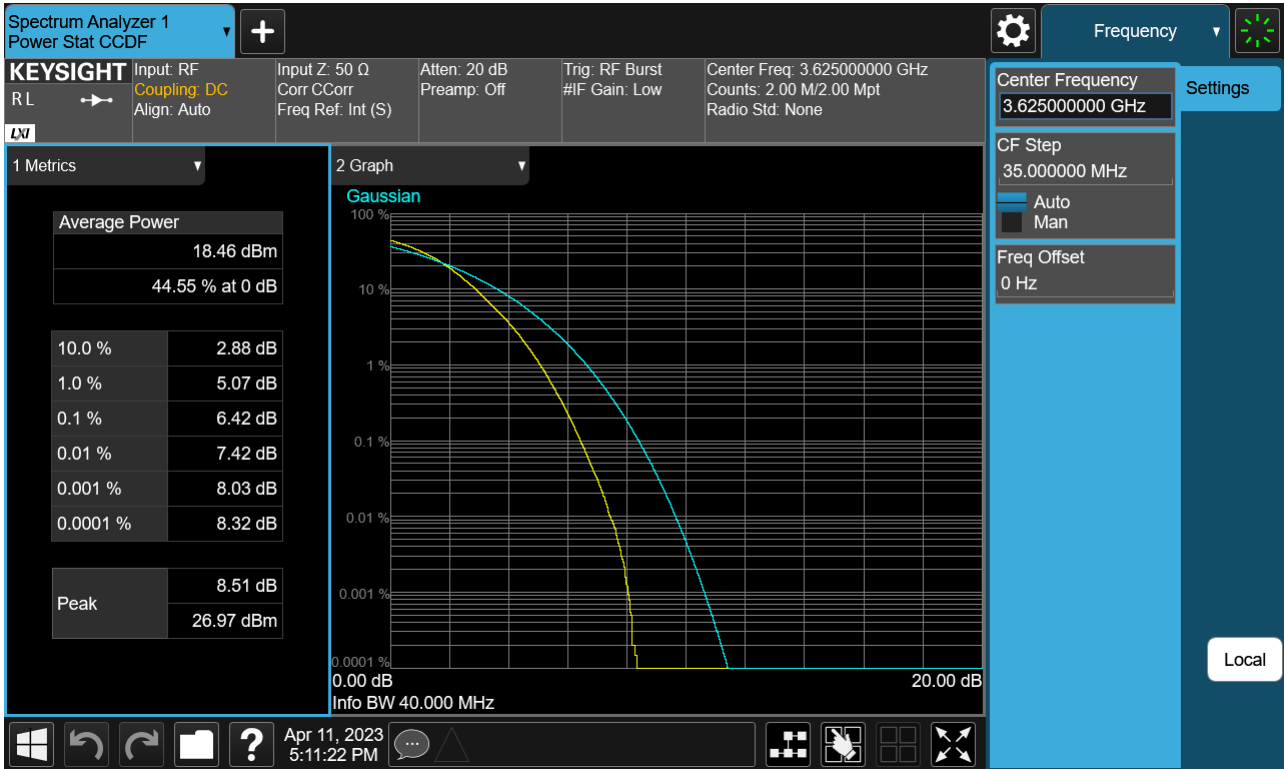 Spectrum Analyzer 1
Power Stat CCDF
+
Frequency
KEYSIGHT
R L
LXI
Input: RF
Coupling: DC
Align: Auto
Input Z: 50 Ω
Corr CCorr
Freq Ref: Int (S)
Atten: 20 dB
Preamp: Off
Trig: RF Burst
#IF Gain: Low
Center Freq: 3.625000000 GHz
Counts: 2.00 M/2.00 Mpt
Radio Std: None
Center Frequency
3.625000000 GHz
Settings
CF Step
35.000000 MHz
Auto
Man
Freq Offset
0 Hz
1 Metrics
Average Power
18.46 dBm
44.55 % at 0 dB
10.0 % 2.88 dB
1.0 % 5.07 dB
0.1 % 6.42 dB
0.01 % 7.42 dB
0.001 % 8.03 dB
0.0001 % 8.32 dB
Peak 8.51 dB
26.97 dBm
2 Graph
Gaussian
100 %
10 %
1 %
0.1 %
0.01 %
0.001 %
0.0001 %
0.00 dB 20.00 dB
Info BW 40.000 MHz
Local
?
Apr 11, 2023
5:11:22 PM